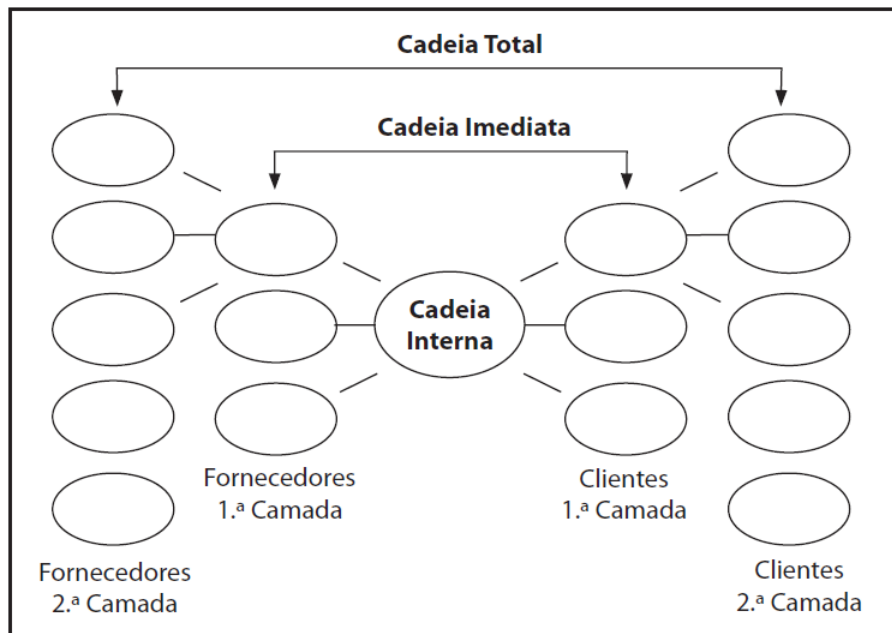 Cadeia Total
Cadeia Imediata
Cadeia
Interna
Fornecedores
1.ª Camada
Clientes
1.ª Camada
Fornecedores
2.ª Camada
Clientes
2.ª Camada